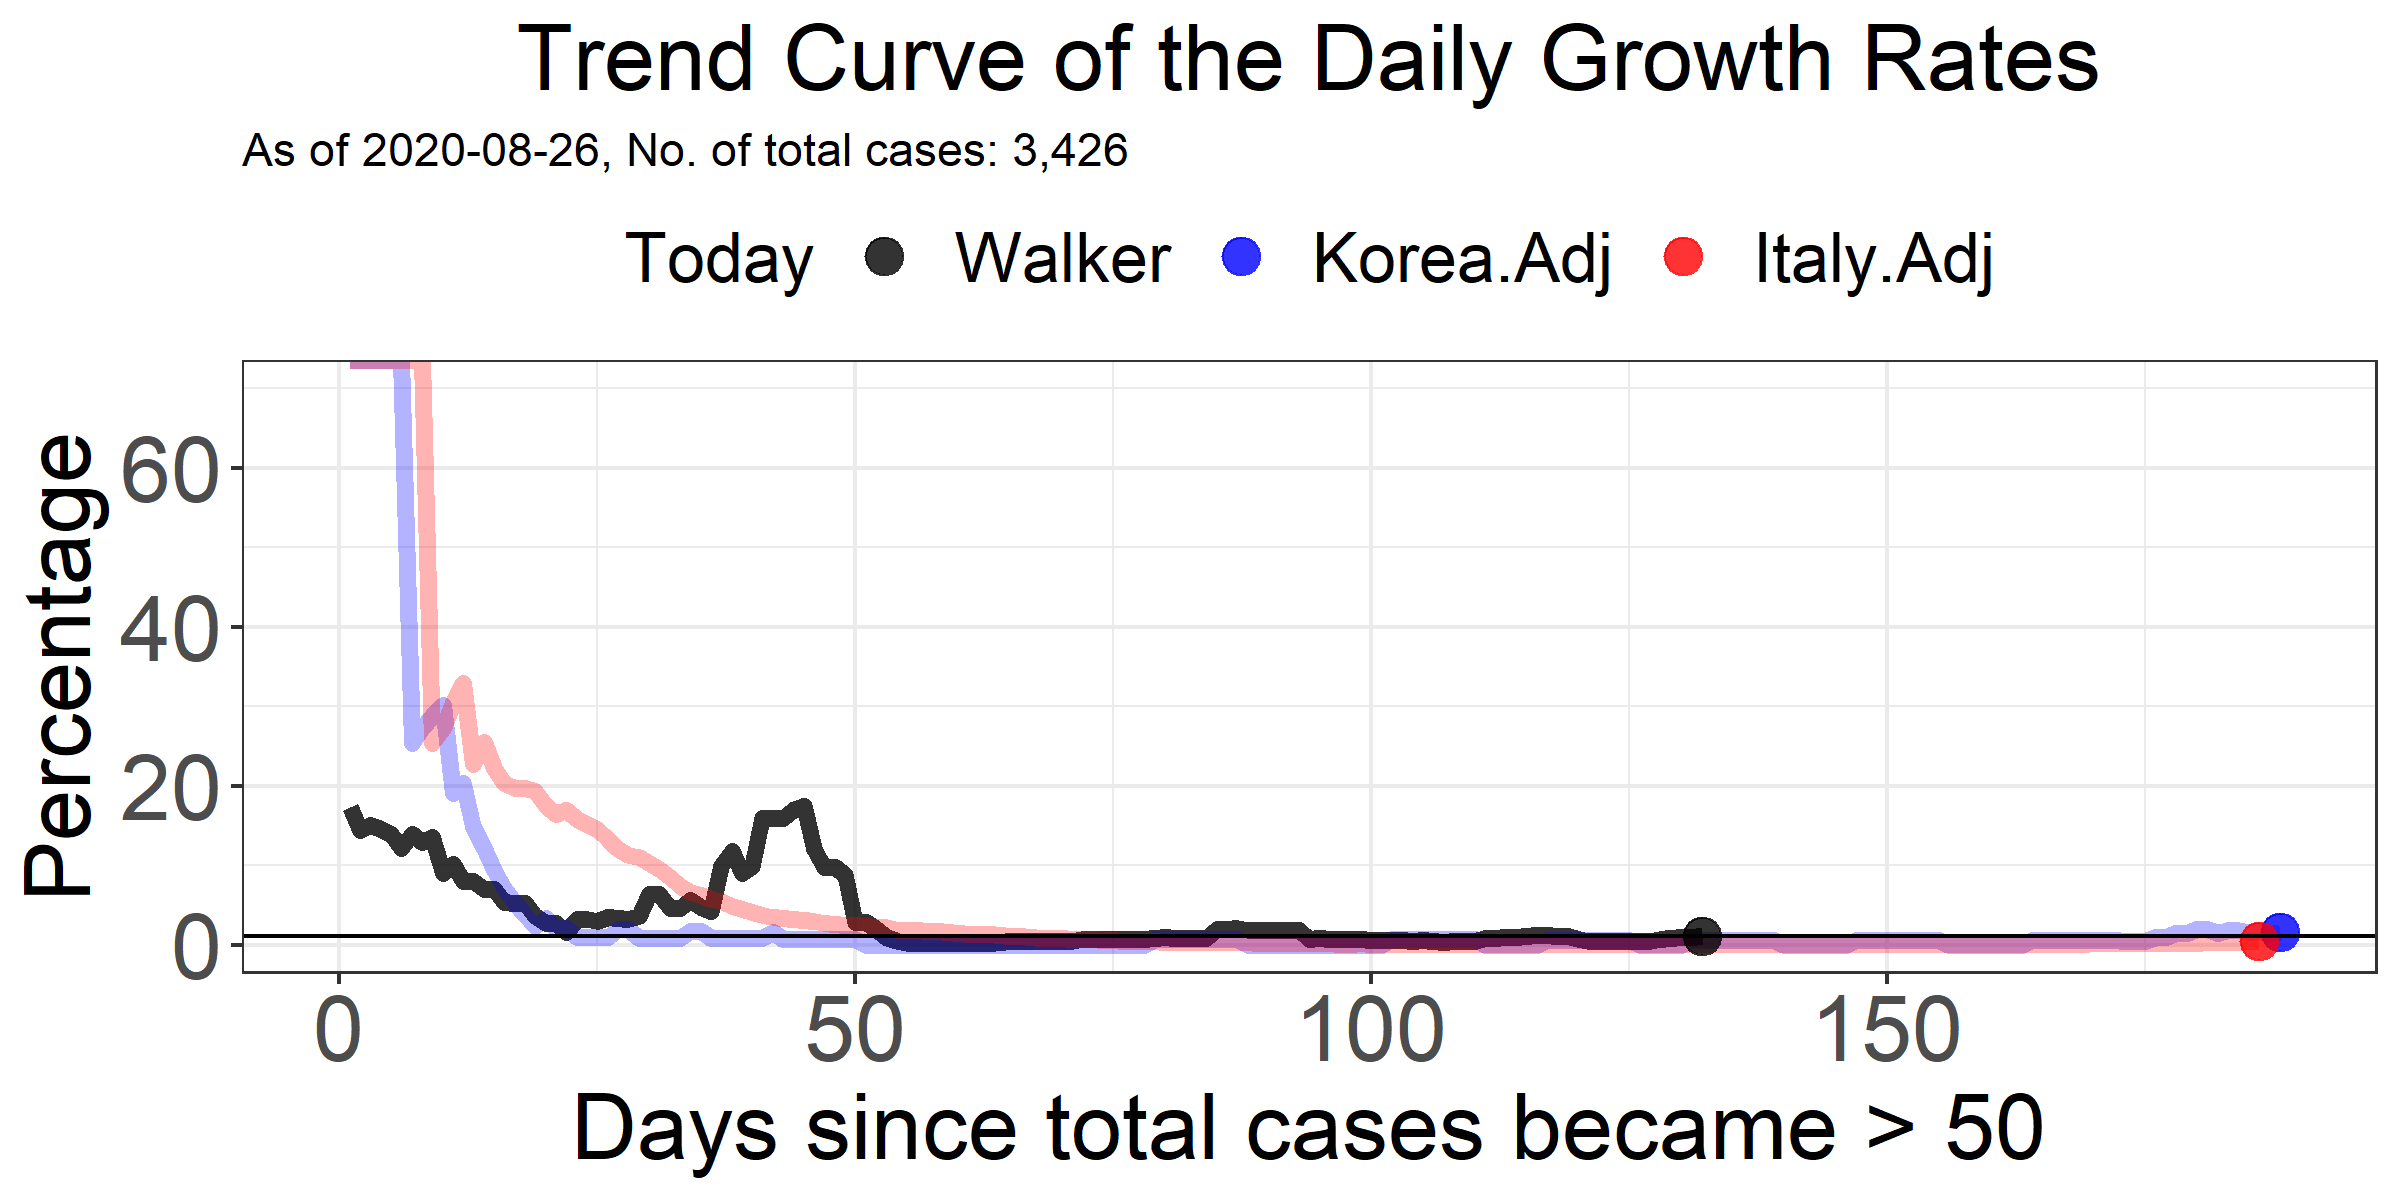 Trend Curve of the Daily Growth Rates
As of 2020-08-26, No. of total cases: 3,426
Today Walker Korea.Adj Italy.Adj
Percentage
60
40
20
0
0 50 100 150
Days since total cases became > 50